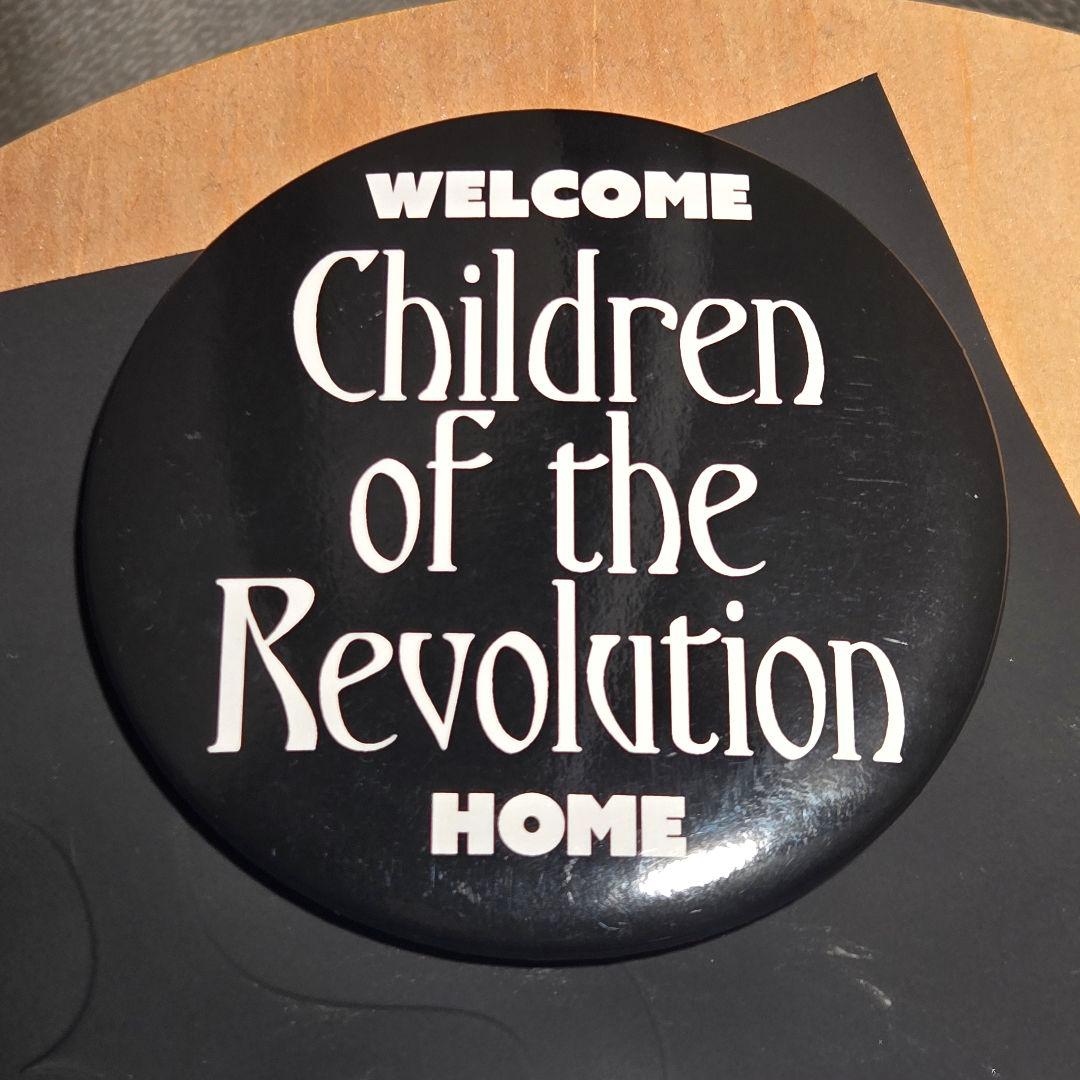 WELCOME
Children
of the
Revolution
HOME